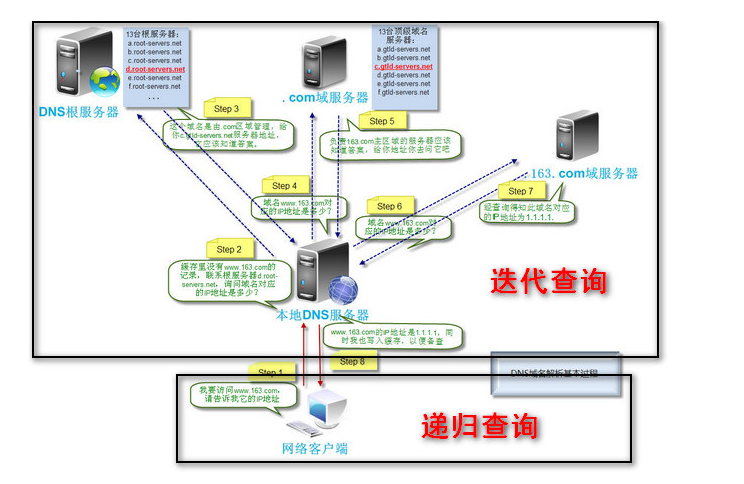 13台根服务器:
a.root-servers.net
b.root-servers.net
c.root-servers.net
d.root-servers.net
e.root-servers.net
f.root-servers.net
...
DNS根服务器
13台顶级域名
服务器:
a.gtld-servers.net
b.gtld-servers.net
c.gtld-servers.net
d.gtld-servers.net
e.gtld-servers.net
f.gtld-servers.net
.com域服务器
Step 3
这个域名是由.com区域管理，给
你c.gtld-servers.net服务器地址，
它应该知道答案。
Step 5
负责163.com主区域的服务器应该
知道答案，给你地址你去问它吧
.163.com域服务器
Step 4
域名www.163.com对
应的IP地址是多少？
Step 6
域名www.163.com对
应的IP地址是多少？
Step 7
经查询得知此域名对应
的IP地址为1.1.1.1.
Step 2
缓存里没有www.163.com的
记录，联系根服务器d.root-
servers.net，询问域名对应
的IP地址是多少？
迭代查询
本地DNS服务器
www.163.com的IP地址是1.1.1.1，同
时我也写入缓存，以便备查
Step 8
Step 1
我要访问www.163.com，
请告诉我它的IP地址
DNS域名解析基本过程
递归查询
网络客户端